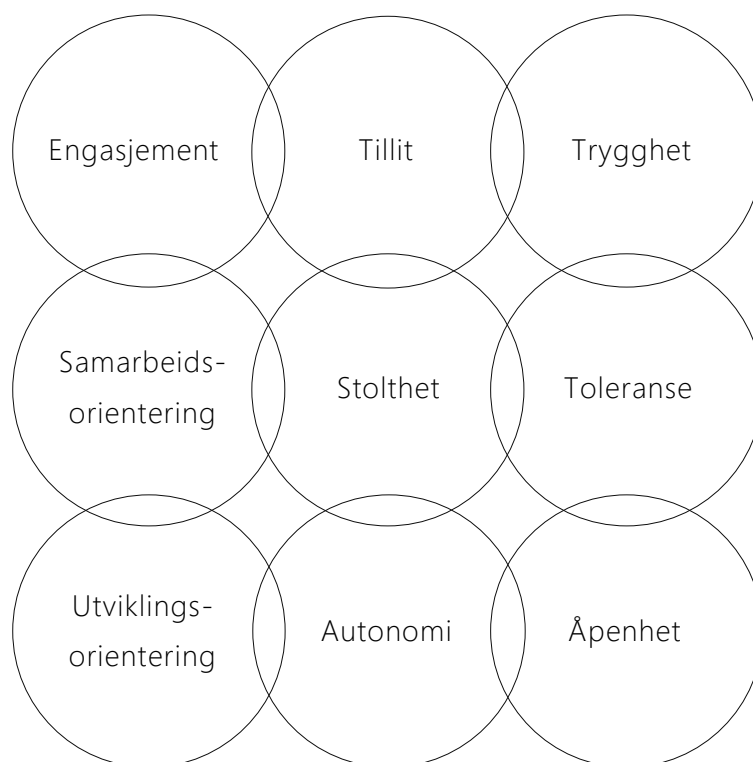 Engasjement
Tillit
Trygghet
Samarbeids-
orientering
Stolthet
Toleranse
Utviklings-
orientering
Autonomi
Åpenhet